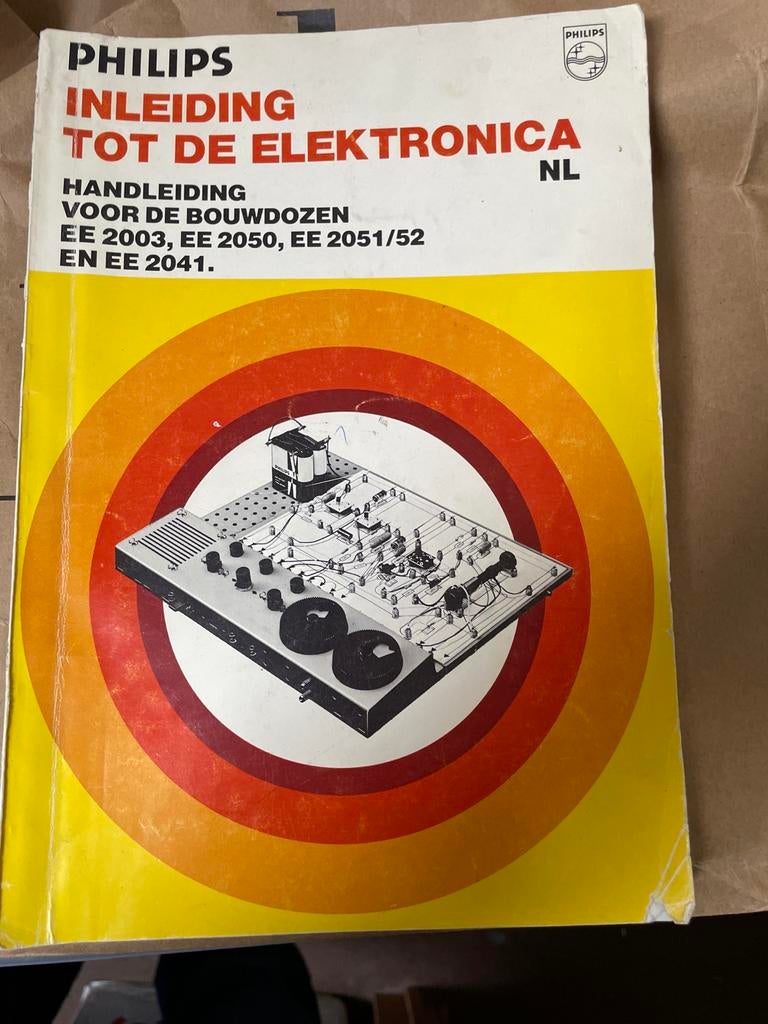 PHILIPS
PHILIPS
INLEIDING
TOT DE ELEKTRONICA
NL
HANDLEIDING
VOOR DE BOUWDOZEN
EE 2003, EE 2050, EE 2051/52
EN EE 2041.